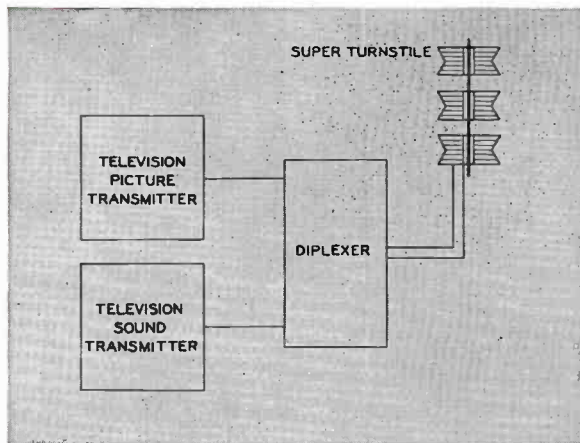 SUPER TURNSTILE
TELEVISION
PICTURE
TRANSMITTER
DIPLEXER
TELEVISION
SOUND
TRANSMITTER